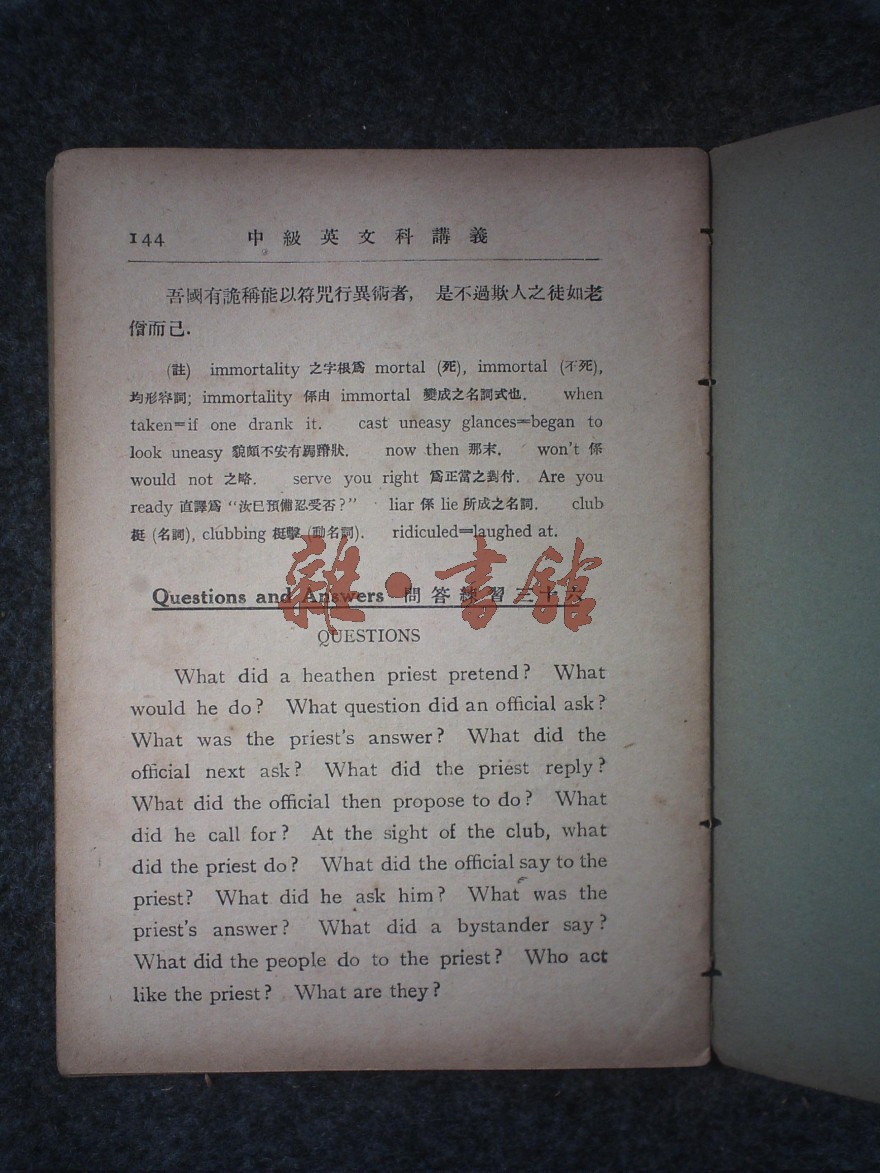 144 中級英文科講義
吾國有詭稱能以符咒行異術者, 是不過欺人之徒如老
僧而已.
(註) immortality 之字根爲 mortal (死), immortal (不死),
均形容詞; immortality 係由 immortal 變成之名詞式也. when
taken=if one drank it. cast uneasy glances=began to
look uneasy 貌頗不安有跼蹐狀. now then 那末. won't 係
would not 之略. serve you right 爲正當之對付. Are you
ready 直譯爲 “汝已預備忍受否?” liar 係 lie 所成之名詞. club
梃 (名詞), clubbing 梃擊 (動名詞). ridiculed=laughed at.
雜·書館
Questions and Answers 問答練習三十六
QUESTIONS
What did a heathen priest pretend? What
would he do? What question did an official ask?
What was the priest's answer? What did the
official next ask? What did the priest reply?
What did the official then propose to do? What
did he call for? At the sight of the club, what
did the priest do? What did the official say to the
priest? What did he ask him? What was the
priest's answer? What did a bystander say?
What did the people do to the priest? Who act
like the priest? What are they?